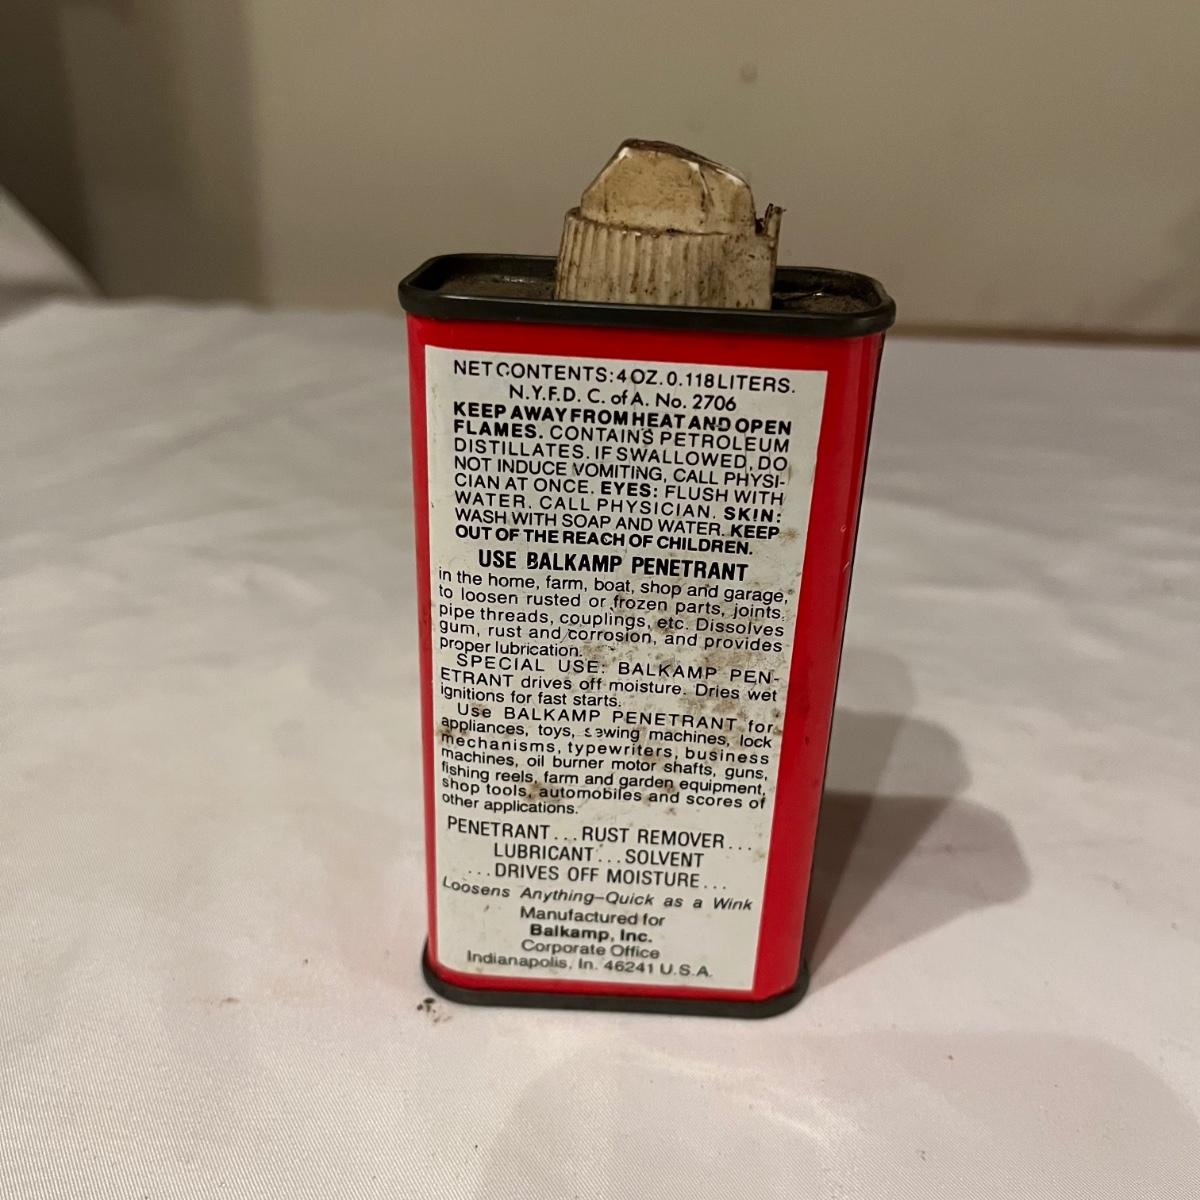 NET CONTENTS: 4 OZ. 0.118 LITERS.
N.Y.F.D. C. of A. No. 2706
KEEP AWAY FROM HEAT AND OPEN
FLAMES. CONTAINS PETROLEUM
DISTILLATES. IF SWALLOWED, DO
NOT INDUCE VOMITING, CALL PHYSI-
CIAN AT ONCE. EYES: FLUSH WITH
WATER. CALL PHYSICIAN. SKIN:
WASH WITH SOAP AND WATER. KEEP
OUT OF THE REACH OF CHILDREN.
USE BALKAMP PENETRANT
in the home, farm, boat, shop and garage,
to loosen rusted or frozen parts, joints,
pipe threads, couplings, etc. Dissolves
gum, rust and corrosion, and provides
proper lubrication.
SPECIAL USE: BALKAMP PEN-
ETRANT drives off moisture. Dries wet
ignitions for fast starts.
Use BALKAMP PENETRANT for
appliances, toys, sewing machines, lock
mechanisms, typewriters, business
machines, oil burner motor shafts, guns,
fishing reels, farm and garden equipment,
shop tools, automobiles and scores of
other applications.
PENETRANT...RUST REMOVER...
LUBRICANT...SOLVENT
...DRIVES OFF MOISTURE...
Loosens Anything–Quick as a Wink
Manufactured for
Balkamp, Inc.
Corporate Office
Indianapolis, In. 46241 U.S.A.